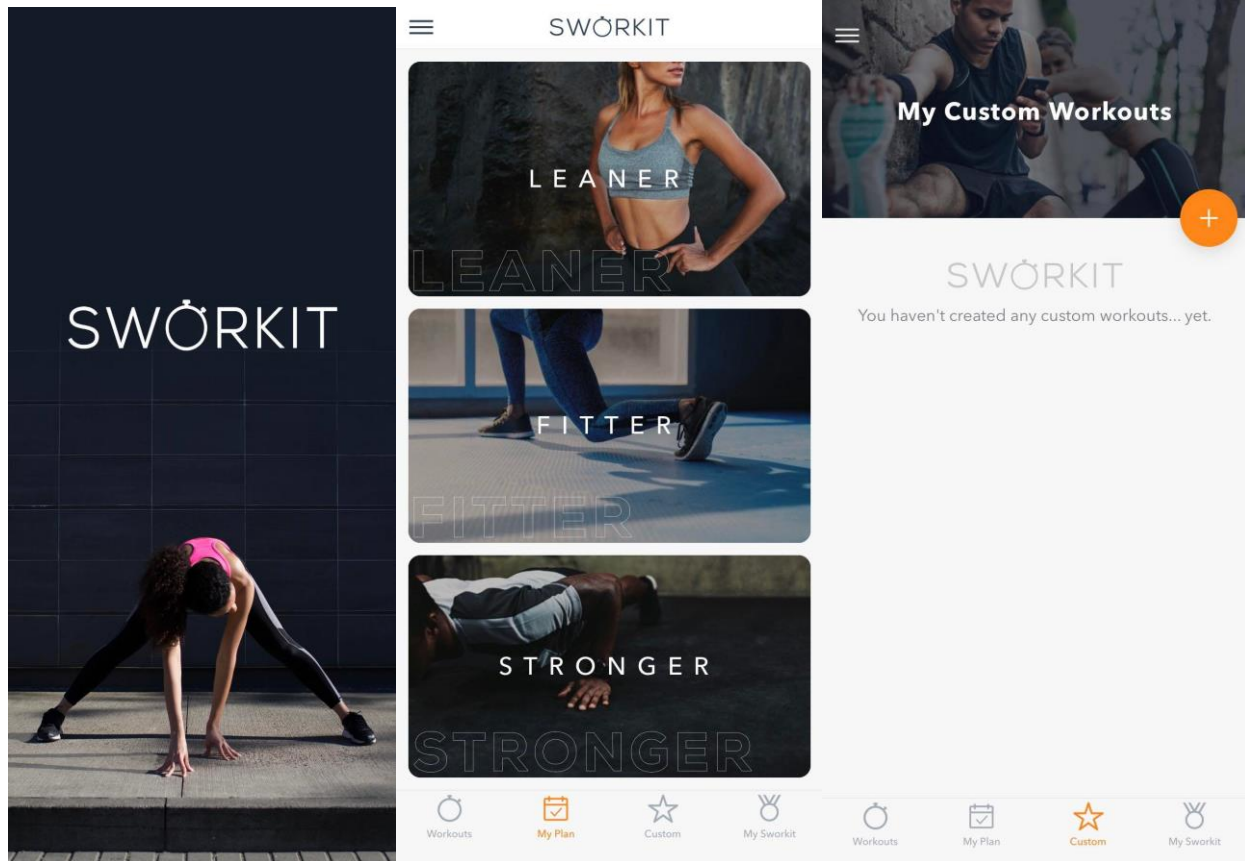 SWORKIT
SWORKIT
LEANER
LEANER
FITTER
FITTER
STRONGER
STRONGER
Workouts
My Plan
Custom
My Sworkit
My Custom Workouts
+
SWORKIT
You haven't created any custom workouts... yet.
Workouts
My Plan
Custom
My Sworkit